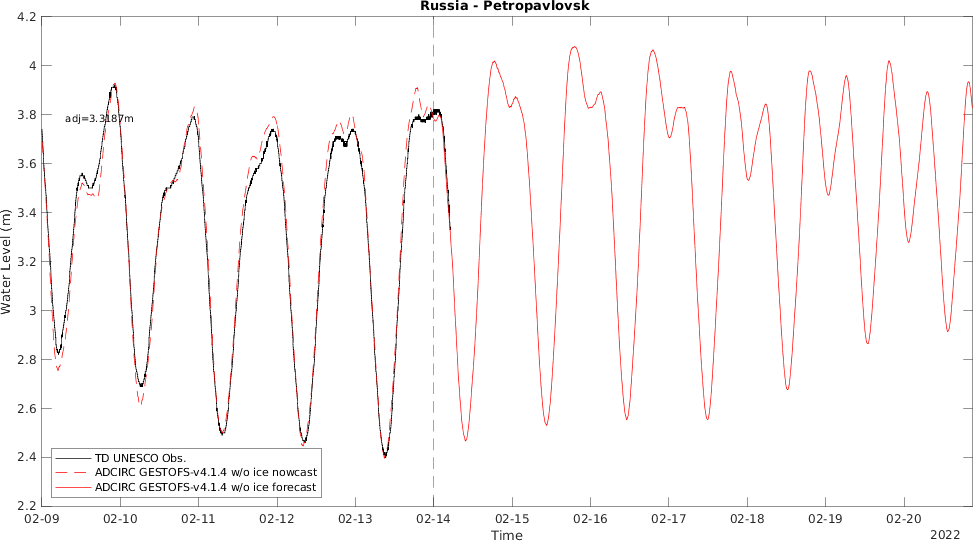 Russia - Petropavlovsk
4.2
4
3.8
3.6
3.4
3.2
3
2.8
2.6
2.4
2.2
Water Level (m)
adj=3.3187m
TD UNESCO Obs.
ADCIRC GESTOFS-v4.1.4 w/o ice nowcast
ADCIRC GESTOFS-v4.1.4 w/o ice forecast
02-09 02-10 02-11 02-12 02-13 02-14 02-15 02-16 02-17 02-18 02-19 02-20
Time
2022